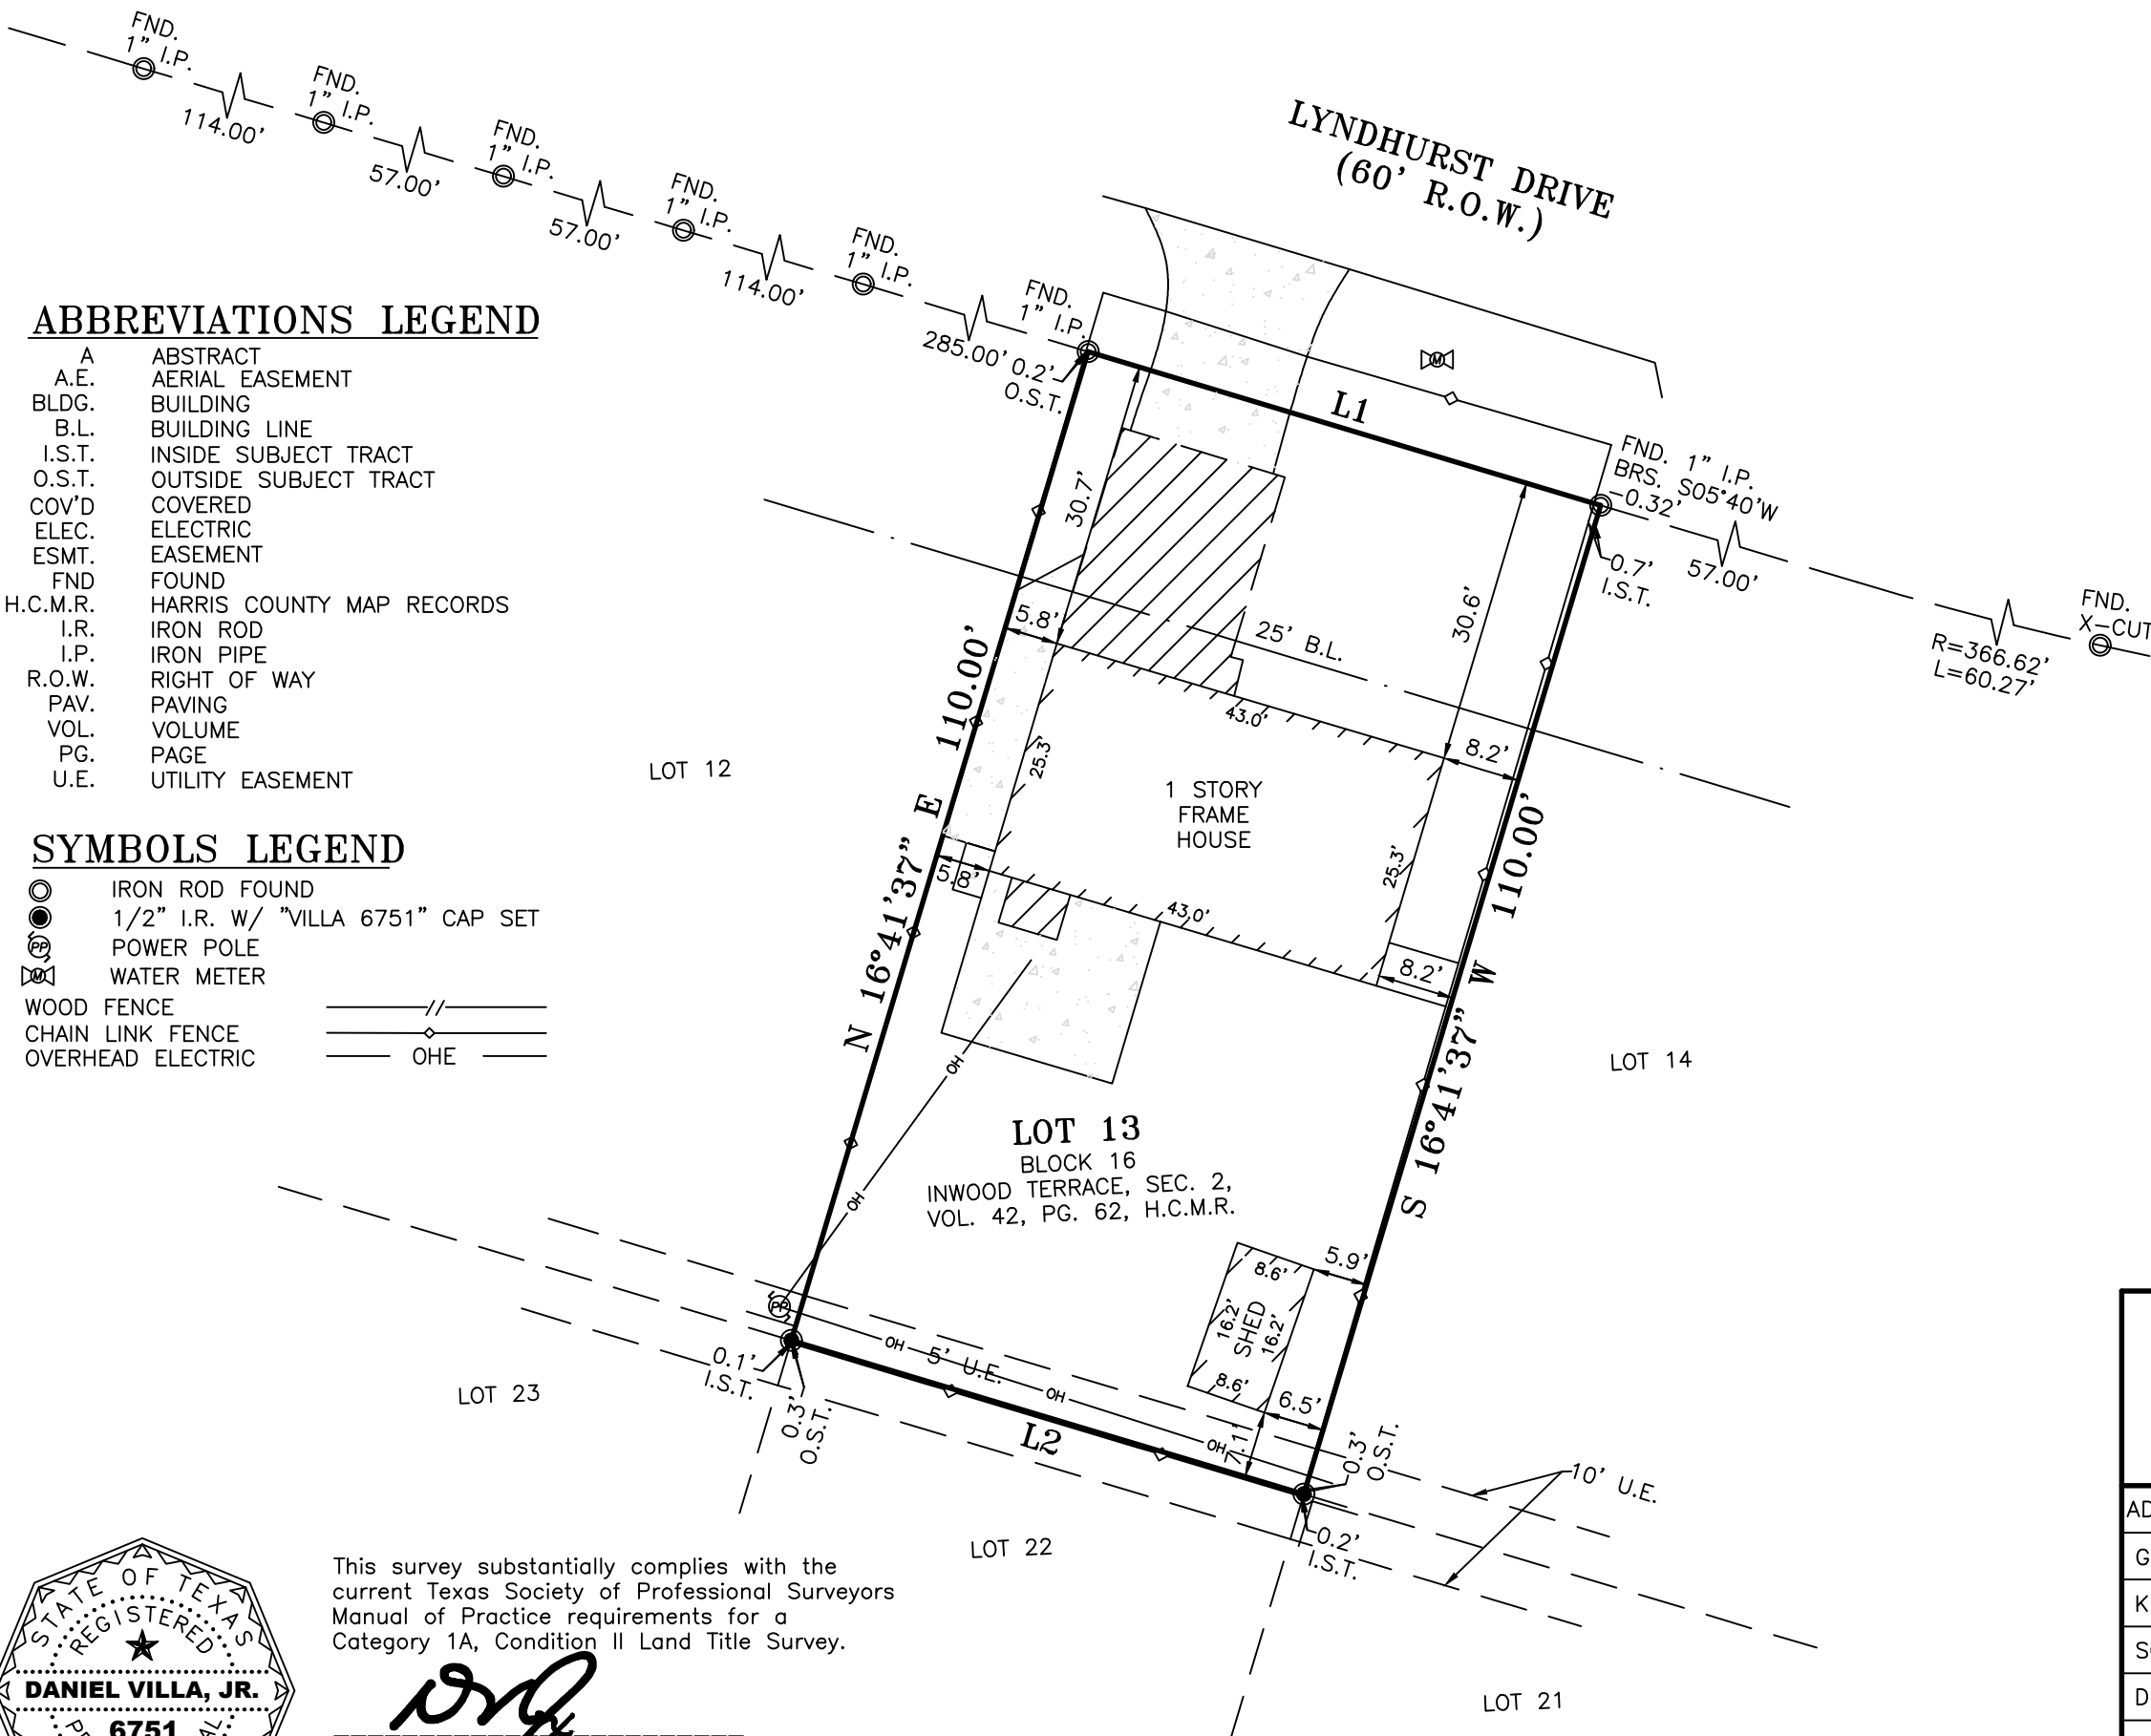 FND.
1" I.P.
114.00'
FND.
1" I.P.
57.00'
FND.
1" I.P.
57.00'
FND.
1" I.P.
114.00'
FND.
1" I.P.
285.00'
FND.
1" I.P.
0.2'
O.S.T.
LYNDHURST DRIVE
(60' R.O.W.)
M
L1
FND. 1" I.P.
BRS. S05°40'W
-0.32'
0.7'
I.S.T.
57.00'
R=366.62'
L=60.27'
FND.
X-CUT
ABBREVIATIONS LEGEND
A ABSTRACT
A.E. AERIAL EASEMENT
BLDG. BUILDING
B.L. BUILDING LINE
I.S.T. INSIDE SUBJECT TRACT
O.S.T. OUTSIDE SUBJECT TRACT
COV'D COVERED
ELEC. ELECTRIC
ESMT. EASEMENT
FND FOUND
H.C.M.R. HARRIS COUNTY MAP RECORDS
I.R. IRON ROD
I.P. IRON PIPE
R.O.W. RIGHT OF WAY
PAV. PAVING
VOL. VOLUME
PG. PAGE
U.E. UTILITY EASEMENT
SYMBOLS LEGEND
IRON ROD FOUND
1/2" I.R. W/ "VILLA 6751" CAP SET
PP POWER POLE
M WATER METER
WOOD FENCE //
CHAIN LINK FENCE
OVERHEAD ELECTRIC OHE
30.7'
30.6'
5.8'
25' B.L.
43.0'
8.2'
25.3'
1 STORY
FRAME
HOUSE
25.3'
5.8'
43.0'
8.2'
N 16°41'37" E 110.00'
S 16°41'37" W 110.00'
LOT 12
LOT 14
OH
OH
LOT 13
BLOCK 16
INWOOD TERRACE, SEC. 2,
VOL. 42, PG. 62, H.C.M.R.
5.9'
8.6'
16.2'
SHED
16.2'
8.6'
6.5'
7.11'
PP
OH
5' U.E.
OH
OH
L2
0.1'
I.S.T.
0.3'
O.S.T.
0.3'
O.S.T.
0.2'
I.S.T.
10' U.E.
LOT 23
LOT 22
LOT 21
This survey substantially complies with the
current Texas Society of Professional Surveyors
Manual of Practice requirements for a
Category 1A, Condition II Land Title Survey.
STATE OF TEXAS
REGISTERED
DANIEL VILLA, JR.
6751
AD
G
K
D